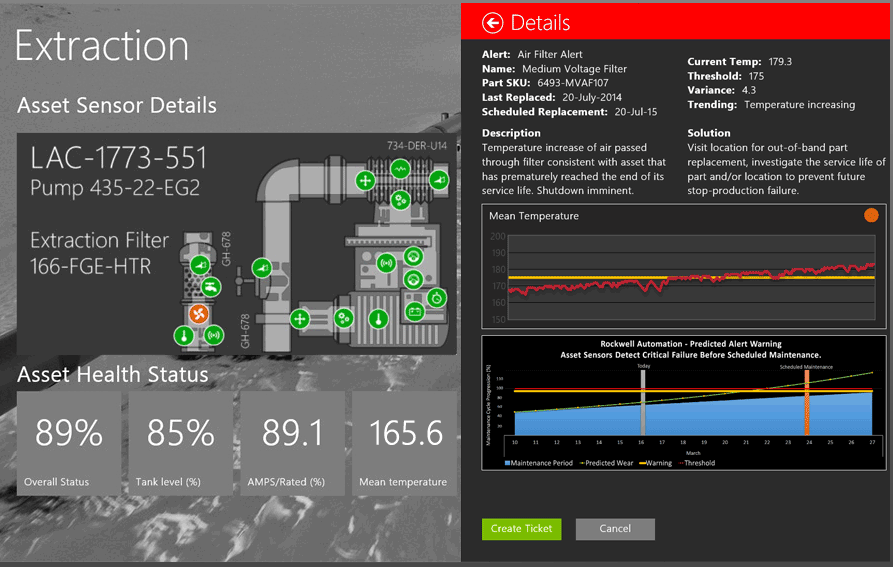 Extraction
Asset Sensor Details
LAC-1773-551
Pump 435-22-EG2
734-DER-U14
Extraction Filter
166-FGE-HTR
GH-678
GH-678
Asset Health Status
89%
Overall Status
85%
Tank level (%)
89.1
AMPS/Rated (%)
165.6
Mean temperature
Details
Alert: Air Filter Alert
Name: Medium Voltage Filter
Part SKU: 6493-MVAF107
Last Replaced: 20-July-2014
Scheduled Replacement: 20-Jul-15
Current Temp: 179.3
Threshold: 175
Variance: 4.3
Trending: Temperature increasing
Description
Temperature increase of air passed
through filter consistent with asset that
has prematurely reached the end of its
service life. Shutdown imminent.
Solution
Visit location for out-of-band part
replacement, investigate the service life of
part and/or location to prevent future
stop-production failure.
Mean Temperature
200
190
180
170
160
150
Rockwell Automation - Predicted Alert Warning
Asset Sensors Detect Critical Failure Before Scheduled Maintenance.
Today
Scheduled Maintenance
Maintenance Cycle Progression (%)
120
100
80
60
40
20
10 11 12 13 14 15 16 17 18 19 20 21 22 23 24 25 26 27
March
Maintenance Period Predicted Wear Warning Threshold
Create Ticket
Cancel